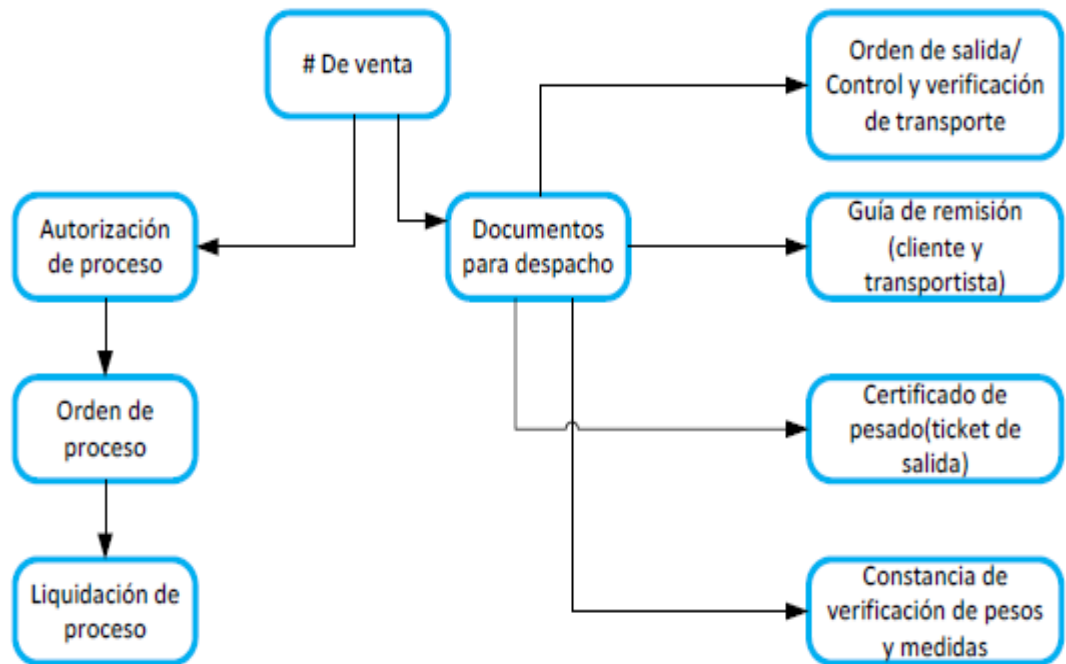 # De venta
Orden de salida/
Control y verificación
de transporte
Autorización
de proceso
Documentos
para despacho
Guía de remisión
(cliente y
transportista)
Orden de
proceso
Certificado de
pesado(ticket de
salida)
Liquidación de
proceso
Constancia de
verificación de pesos
y medidas